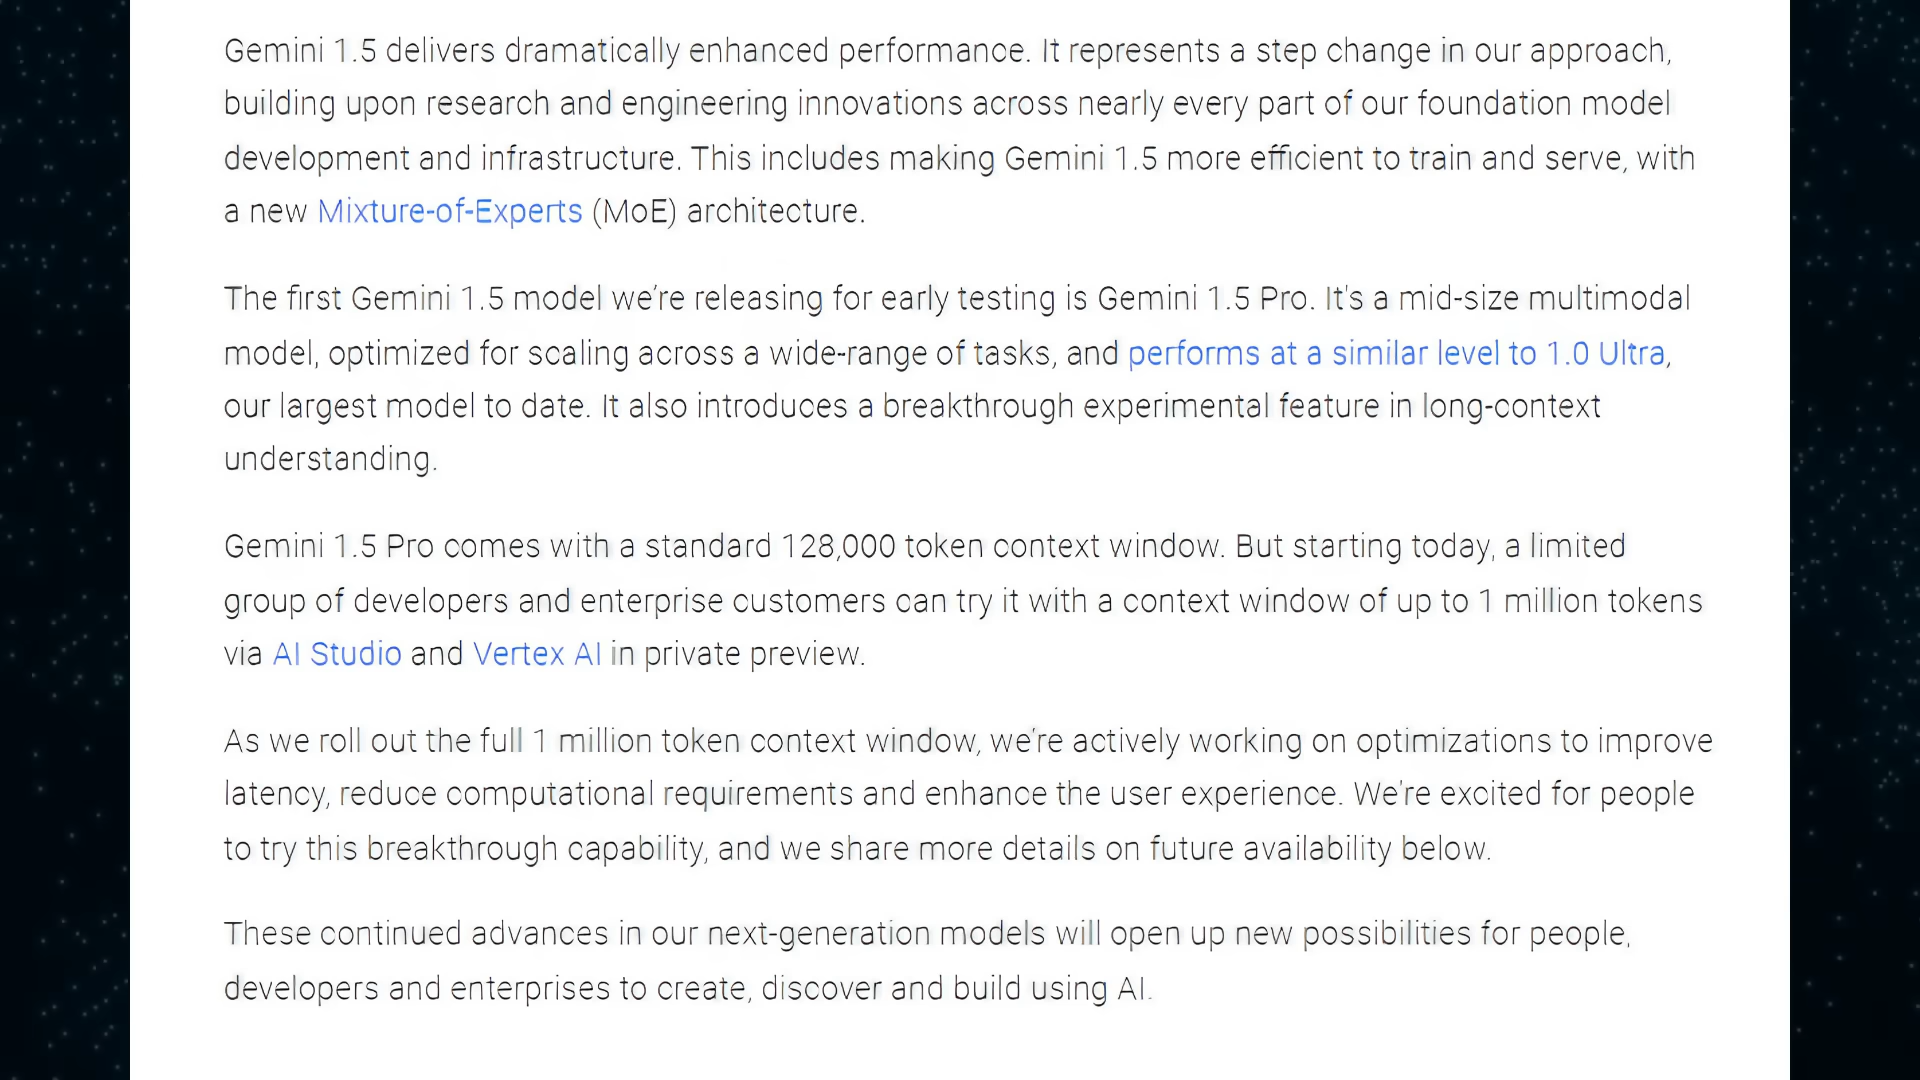 Gemini 1.5 delivers dramatically enhanced performance. It represents a step change in our approach,
building upon research and engineering innovations across nearly every part of our foundation model
development and infrastructure. This includes making Gemini 1.5 more efficient to train and serve, with
a new Mixture-of-Experts (MoE) architecture.
The first Gemini 1.5 model we're releasing for early testing is Gemini 1.5 Pro. It's a mid-size multimodal
model, optimized for scaling across a wide-range of tasks, and performs at a similar level to 1.0 Ultra,
our largest model to date. It also introduces a breakthrough experimental feature in long-context
understanding.
Gemini 1.5 Pro comes with a standard 128,000 token context window. But starting today, a limited
group of developers and enterprise customers can try it with a context window of up to 1 million tokens
via AI Studio and Vertex AI in private preview.
As we roll out the full 1 million token context window, we're actively working on optimizations to improve
latency, reduce computational requirements and enhance the user experience. We're excited for people
to try this breakthrough capability, and we share more details on future availability below.
These continued advances in our next-generation models will open up new possibilities for people,
developers and enterprises to create, discover and build using AI.